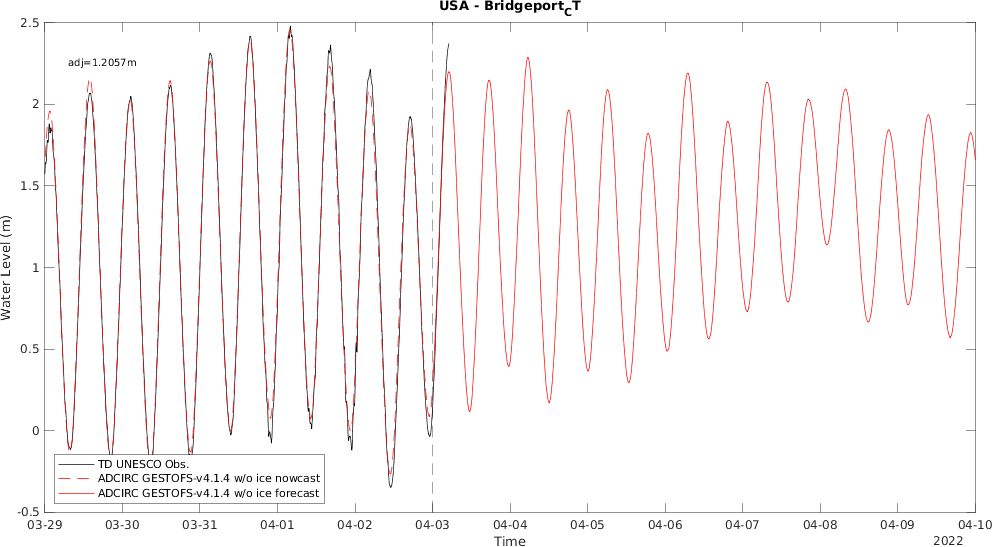 USA - Bridgeport_CT
adj=1.2057m
2.5
2
1.5
1
0.5
0
-0.5
Water Level (m)
TD UNESCO Obs.
ADCIRC GESTOFS-v4.1.4 w/o ice nowcast
ADCIRC GESTOFS-v4.1.4 w/o ice forecast
03-29 03-30 03-31 04-01 04-02 04-03 04-04 04-05 04-06 04-07 04-08 04-09 04-10
Time
2022